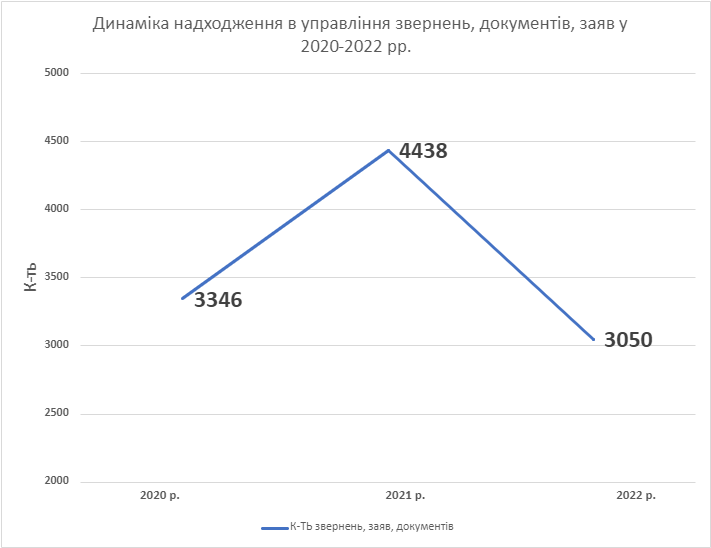 Динаміка надходження в управління звернень, документів, заяв у
2020-2022 рр.
5000
4500
4438
4000
К-ть
3500
3346
3000
3050
2500
2000
2020 р.
2021 р.
2022 р.
К-ТЬ звернень, заяв, документів